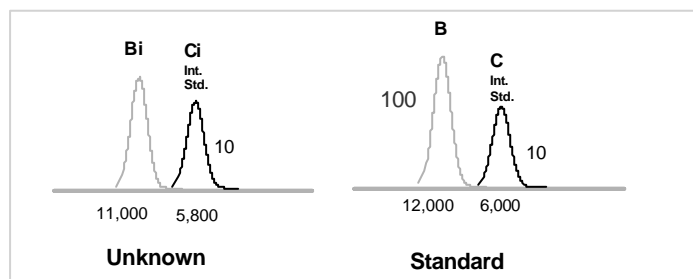 Bi
Ci
Int.
Std.
10
11,000
5,800
Unknown
B
C
Int.
Std.
100
10
12,000
6,000
Standard